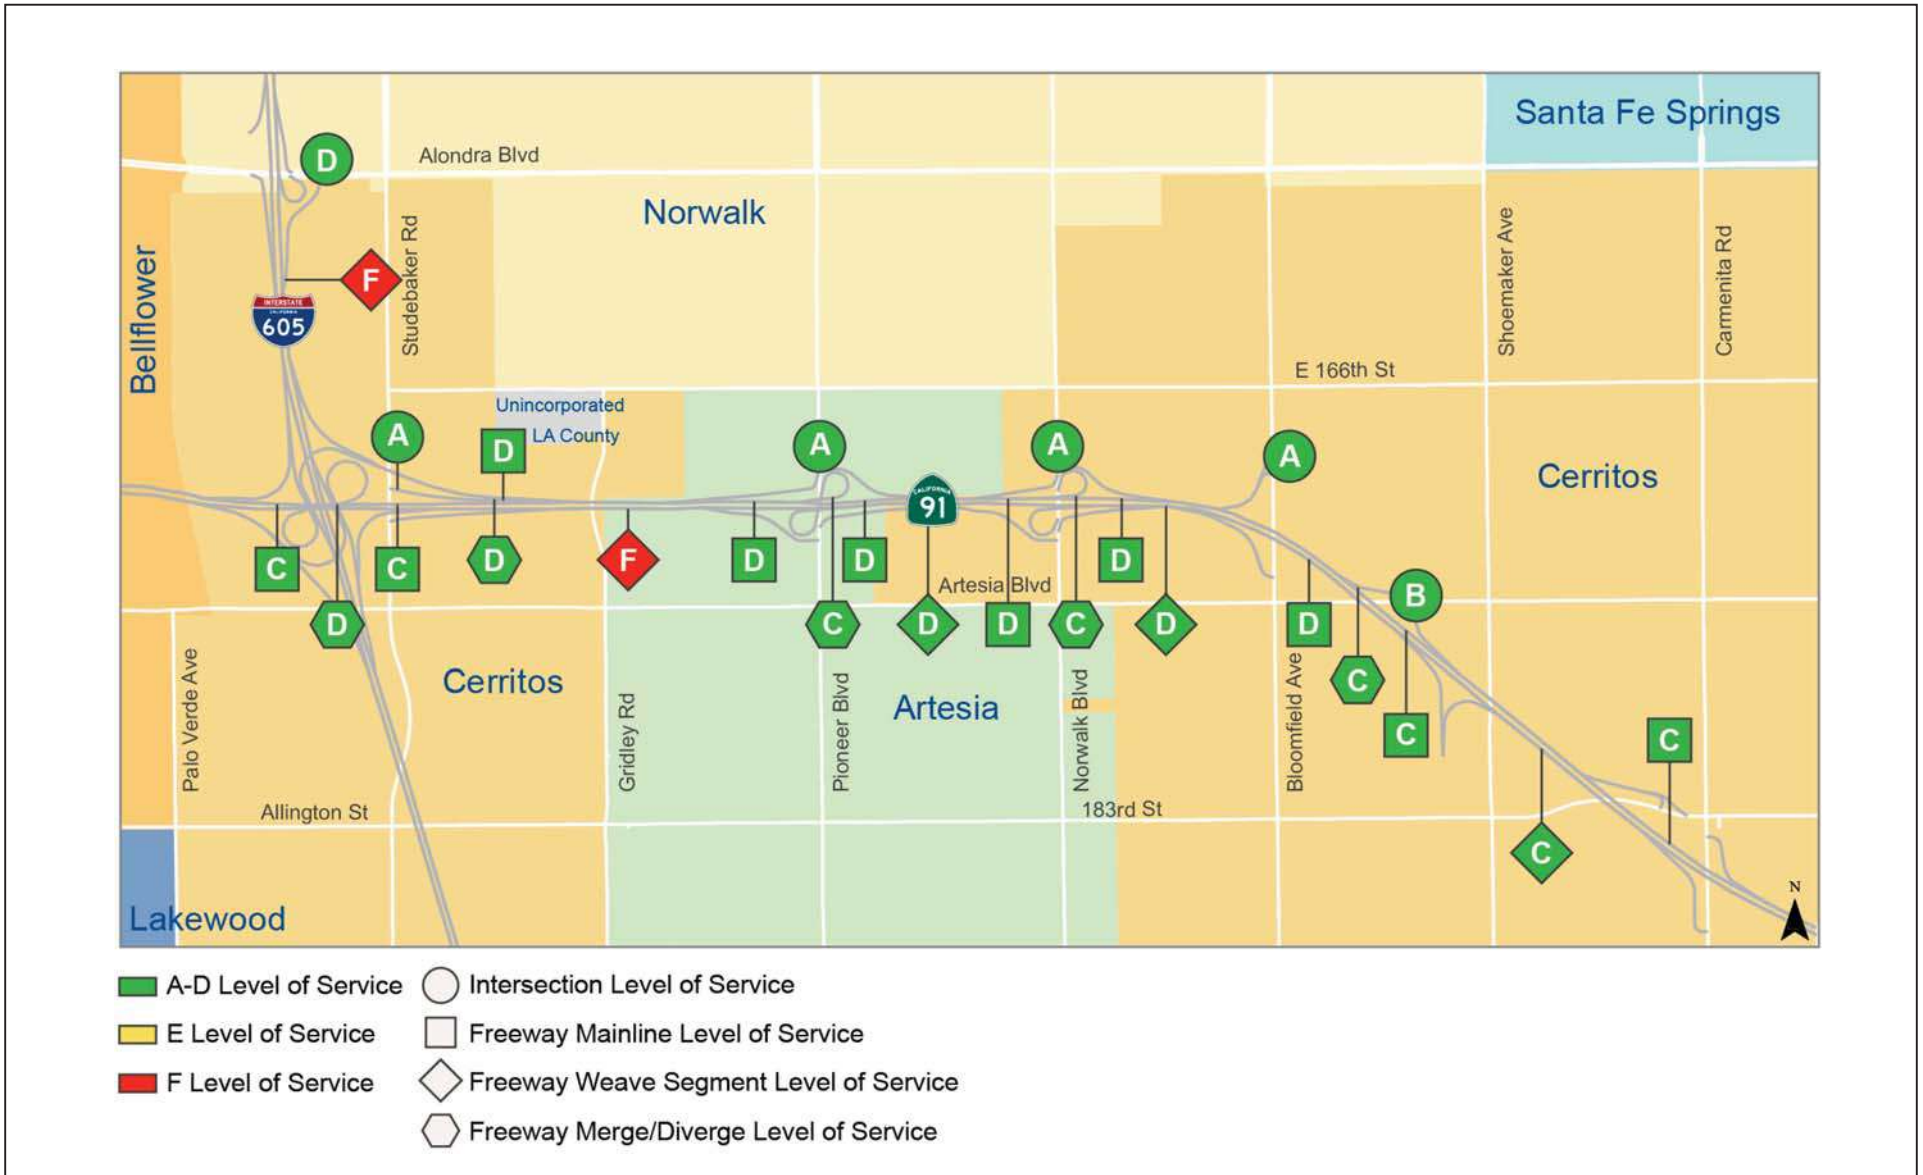 Santa Fe Springs
D
Alondra Blvd
Norwalk
Bellflower
Studebaker Rd
Shoemaker Ave
Carmenita Rd
F
INTERSTATE
CALIFORNIA
605
E 166th St
Unincorporated
LA County
A
D
A
A
A
Cerritos
CALIFORNIA
91
C
C
D
F
D
D
D
Artesia Blvd
D
C
D
D
C
D
D
B
C
C
Cerritos
Artesia
Palo Verde Ave
Gridley Rd
Pioneer Blvd
Norwalk Blvd
Bloomfield Ave
C
Allington St
183rd St
C
Lakewood
N
A-D Level of Service
Intersection Level of Service
E Level of Service
Freeway Mainline Level of Service
F Level of Service
Freeway Weave Segment Level of Service
Freeway Merge/Diverge Level of Service